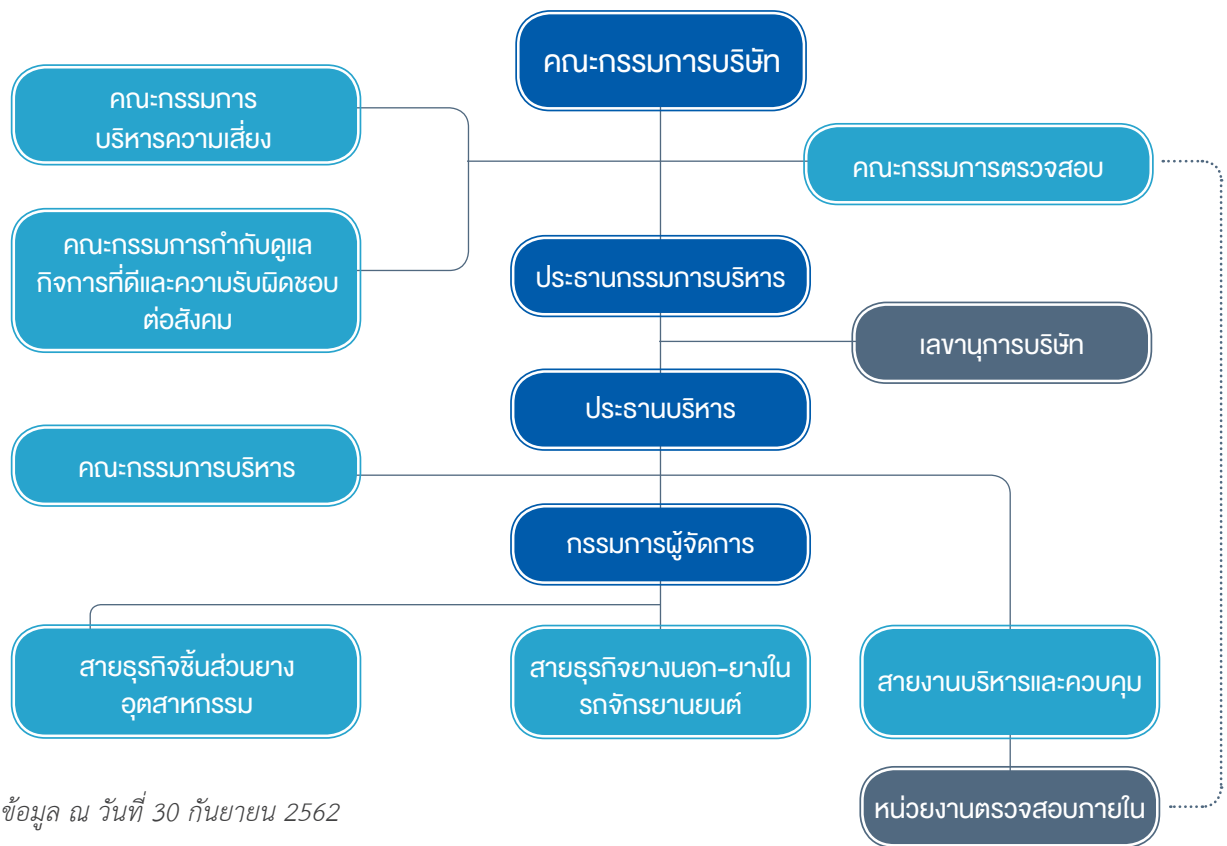 คณะกรรมการบริษัท
คณะกรรมการ
บริหารความเสี่ยง
คณะกรรมการตรวจสอบ
คณะกรรมการกำกับดูแล
กิจการที่ดีและความรับผิดชอบ
ต่อสังคม
ประธานกรรมการบริหาร
เลขานุการบริษัท
ประธานบริหาร
คณะกรรมการบริหาร
กรรมการผู้จัดการ
สายธุรกิจชิ้นส่วนยาง
อุตสาหกรรม
สายธุรกิจยางนอก-ยางใน
รถจักรยานยนต์
สายงานบริหารและควบคุม
หน่วยงานตรวจสอบภายใน
ข้อมูล ณ วันที่ 30 กันยายน 2562